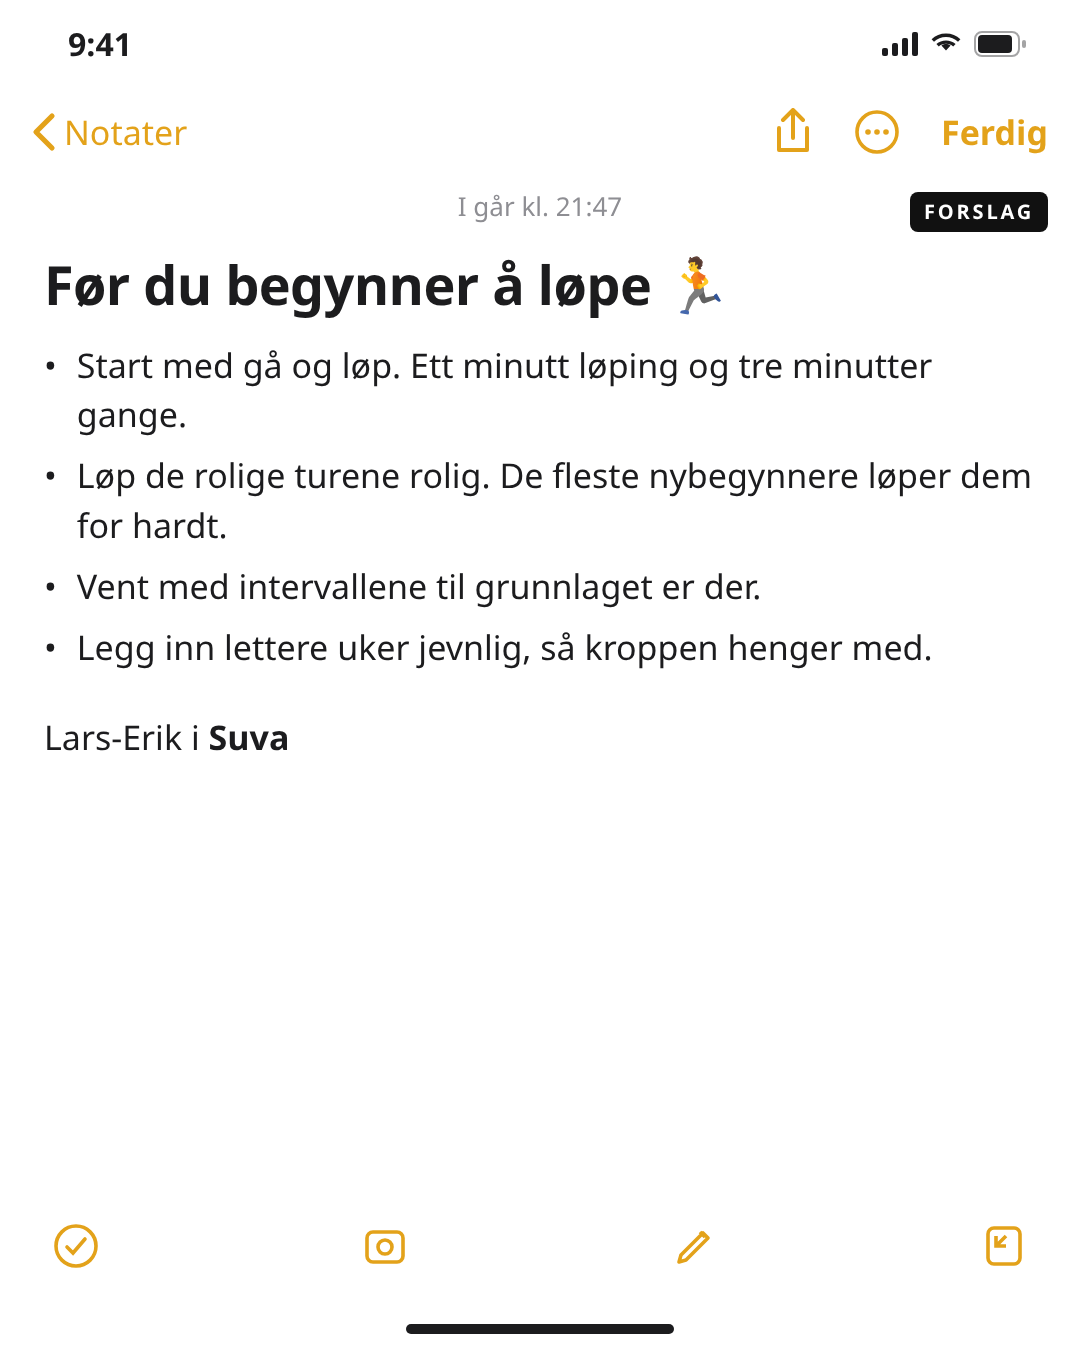 9:41
Notater
Ferdig
I går kl. 21:47
FORSLAG
Før du begynner å løpe 🏃
• Start med gå og løp. Ett minutt løping og tre minutter
gange.
• Løp de rolige turene rolig. De fleste nybegynnere løper dem
for hardt.
• Vent med intervallene til grunnlaget er der.
• Legg inn lettere uker jevnlig, så kroppen henger med.
Lars-Erik i Suva